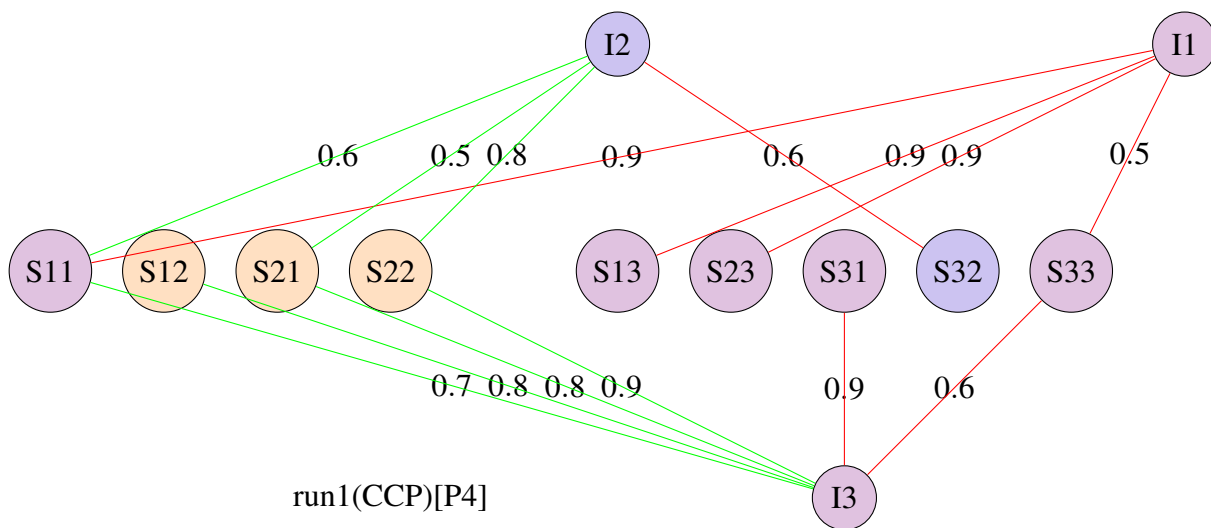 I2 I1
0.6 0.5 0.8 0.9 0.6 0.9 0.9 0.5
S11 S12 S21 S22 S13 S23 S31 S32 S33
0.7 0.8 0.8 0.9 0.9 0.6
run1(CCP)[P4] I3